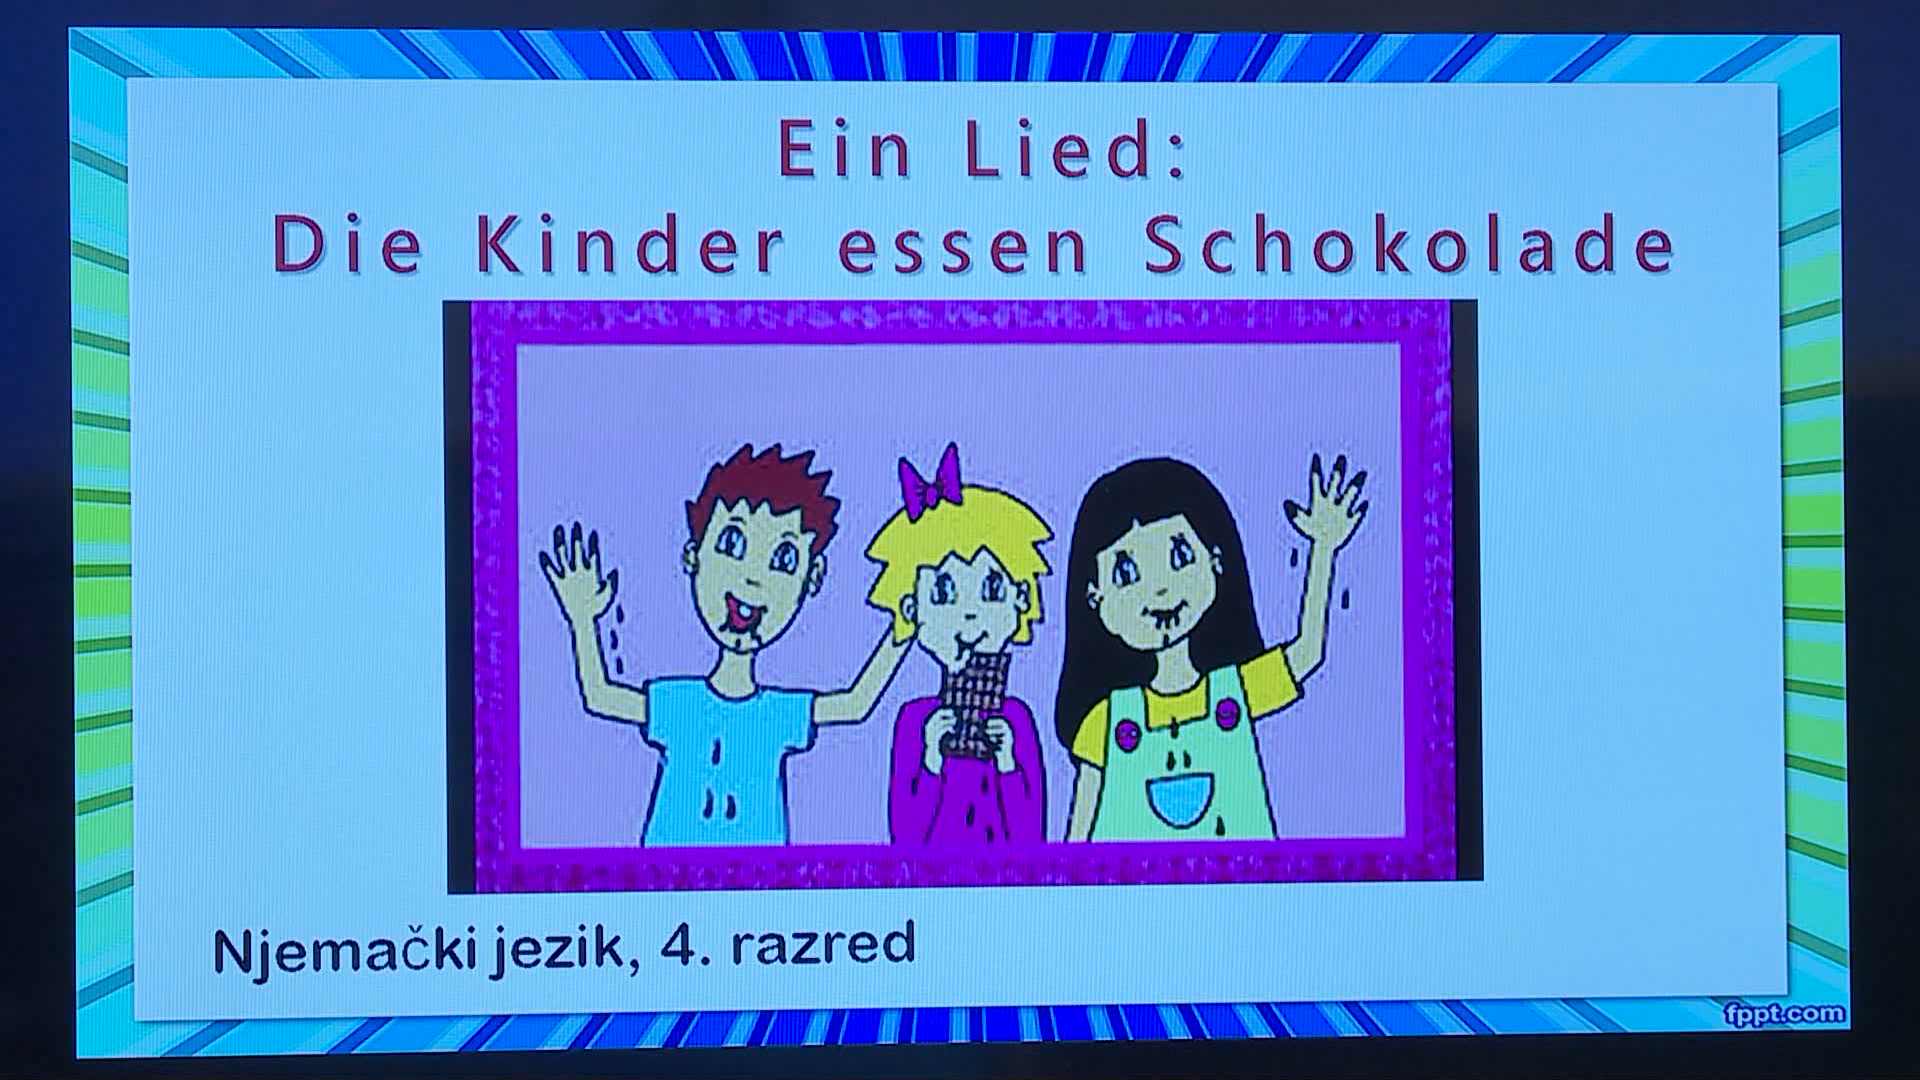 Ein Lied:
Die Kinder essen Schokolade
Njemački jezik, 4. razred
fppt.com